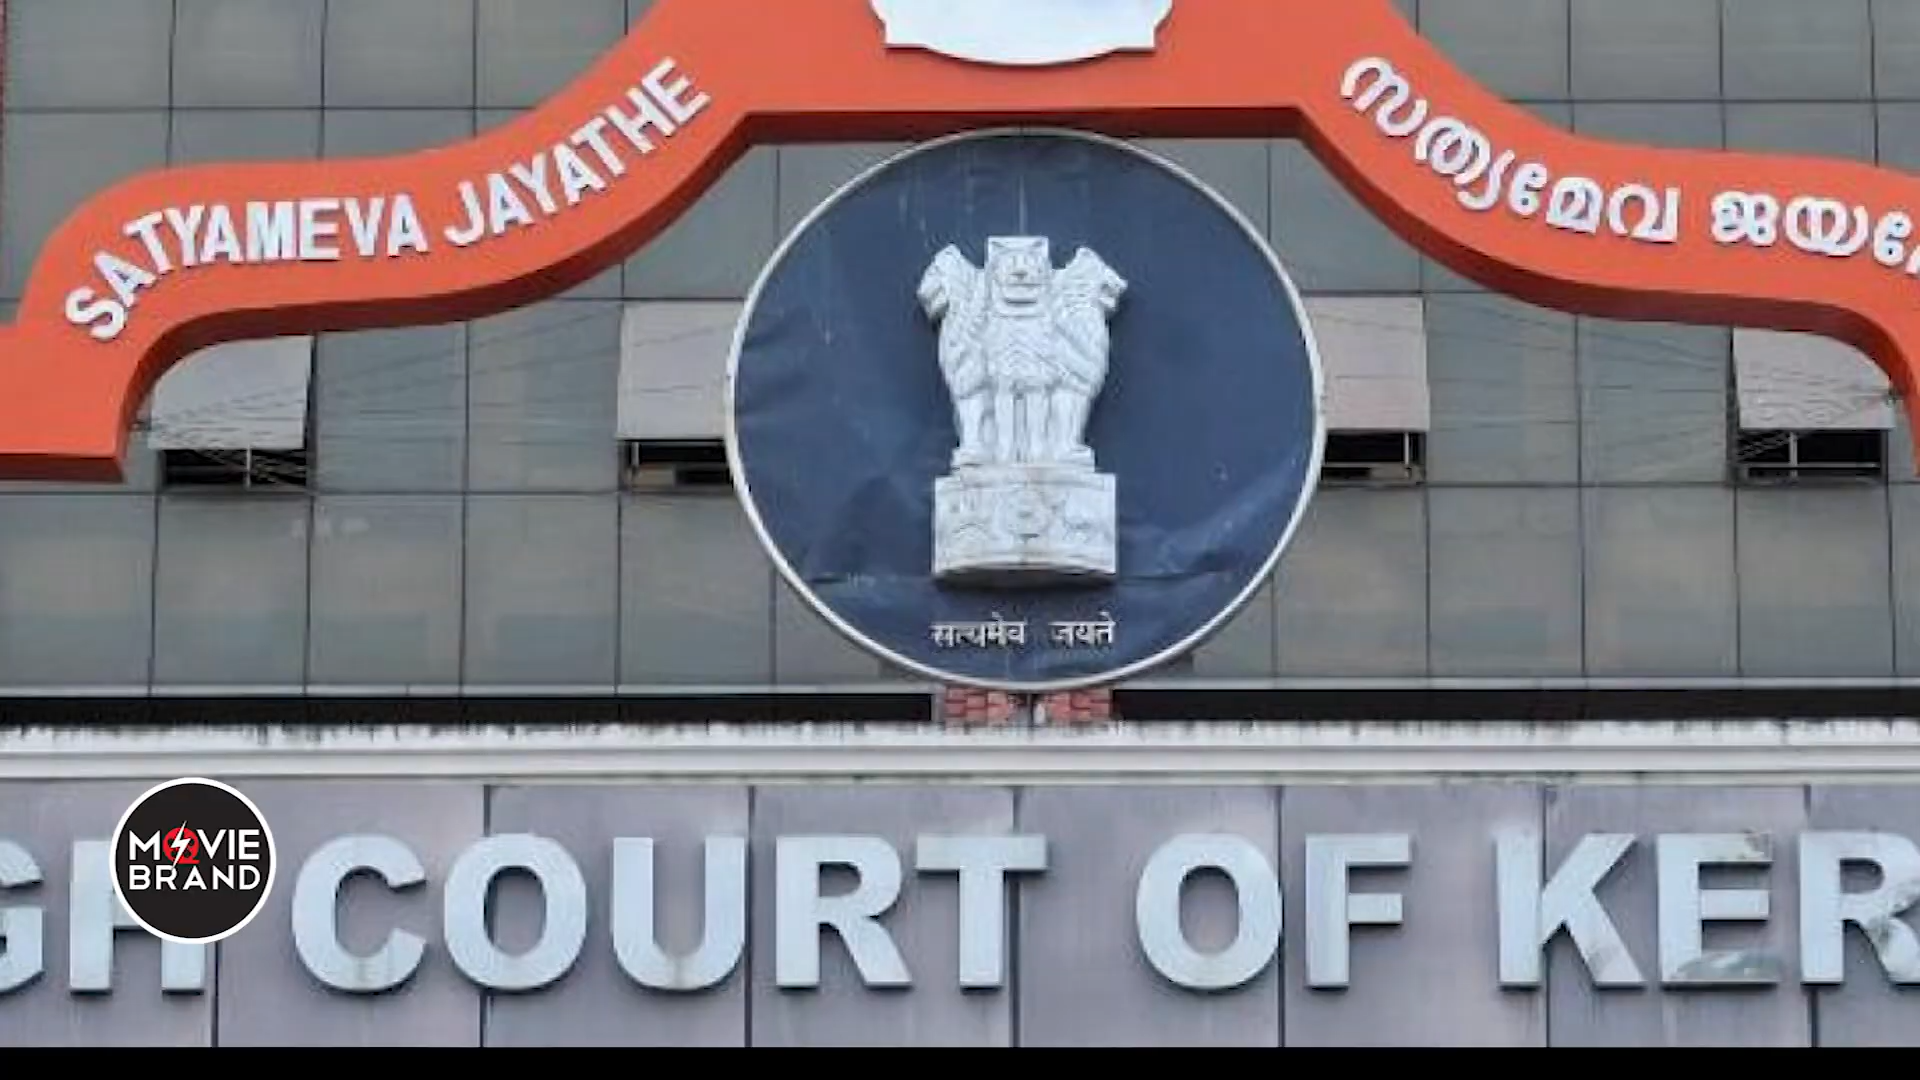 SATYAMEVA JAYATHE
സത്യമേവ ജയ
सत्यमेव जयते
MOVIE
BRAND
COURT OF KER